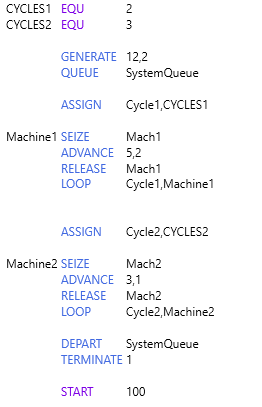 CYCLES1 EQU 2
CYCLES2 EQU 3
GENERATE 12,2
QUEUE SystemQueue
ASSIGN Cycle1,CYCLES1
Machine1 SEIZE Mach1
ADVANCE 5,2
RELEASE Mach1
LOOP Cycle1,Machine1
ASSIGN Cycle2,CYCLES2
Machine2 SEIZE Mach2
ADVANCE 3,1
RELEASE Mach2
LOOP Cycle2,Machine2
DEPART SystemQueue
TERMINATE 1
START 100